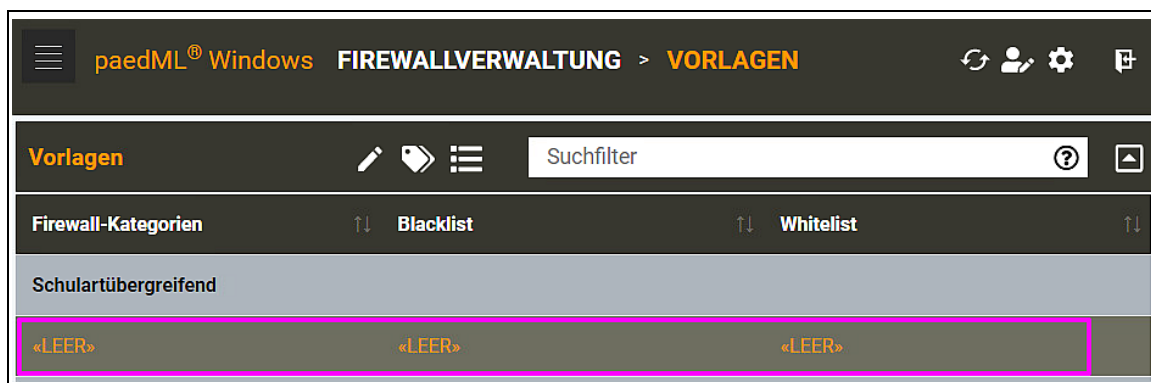 paedML® Windows FIREWALLVERWALTUNG > VORLAGEN
Vorlagen Suchfilter
Firewall-Kategorien Blacklist Whitelist
Schulartübergreifend
«LEER» «LEER» «LEER»